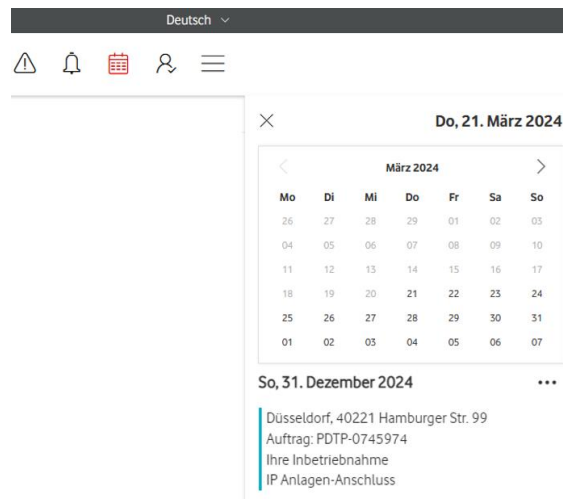 Deutsch
Do, 21. März 2024
März 2024
Mo Di Mi Do Fr Sa So
26 27 28 29 01 02 03
04 05 06 07 08 09 10
11 12 13 14 15 16 17
18 19 20 21 22 23 24
25 26 27 28 29 30 31
01 02 03 04 05 06 07
So, 31. Dezember 2024
Düsseldorf, 40221 Hamburger Str. 99
Auftrag: PDTP-0745974
Ihre Inbetriebnahme
IP Anlagen-Anschluss